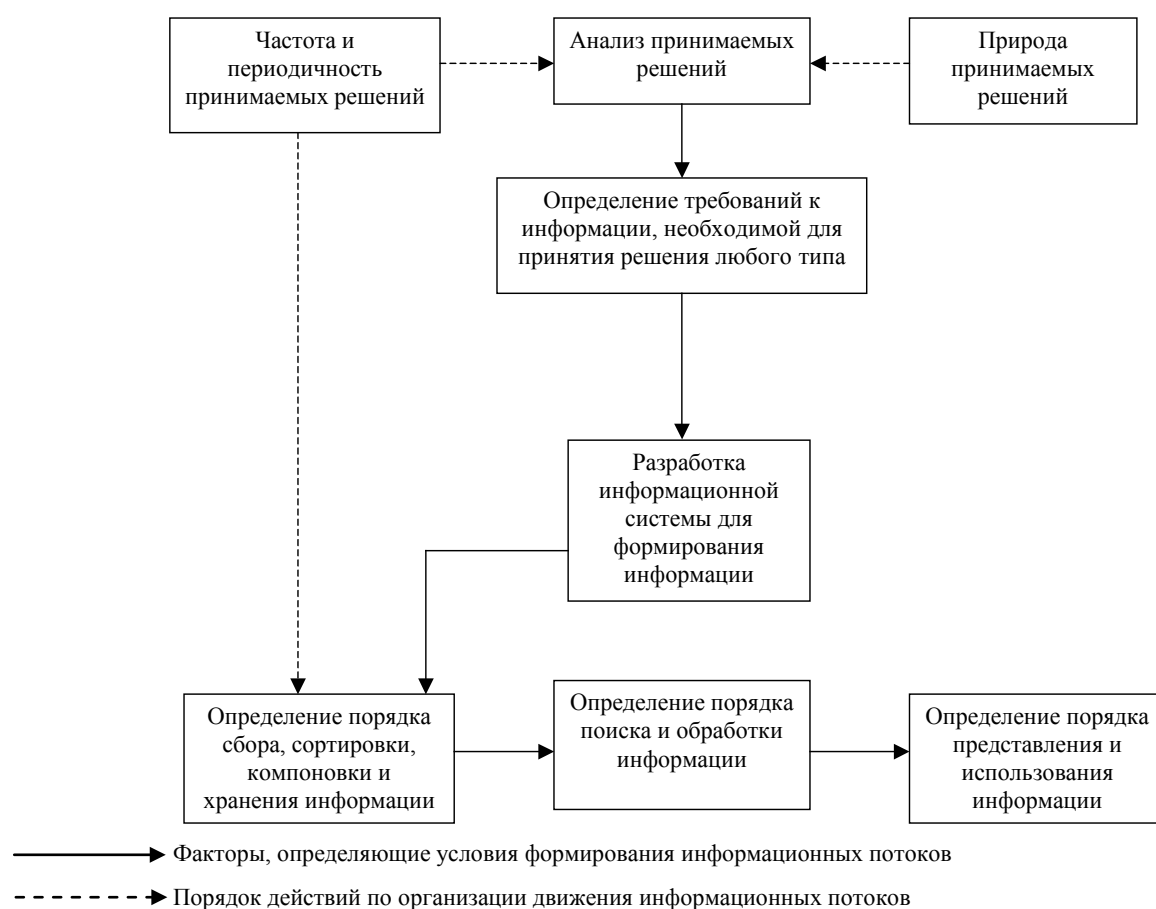 Частота и
периодичность
принимаемых решений
Анализ принимаемых
решений
Природа
принимаемых
решений
Определение требований к
информации, необходимой для
принятия решения любого типа
Разработка
информационной
системы для
формирования
информации
Определение порядка
сбора, сортировки,
компоновки и
хранения информации
Определение порядка
поиска и обработки
информации
Определение порядка
представления и
использования
информации
Факторы, определяющие условия формирования информационных потоков
Порядок действий по организации движения информационных потоков